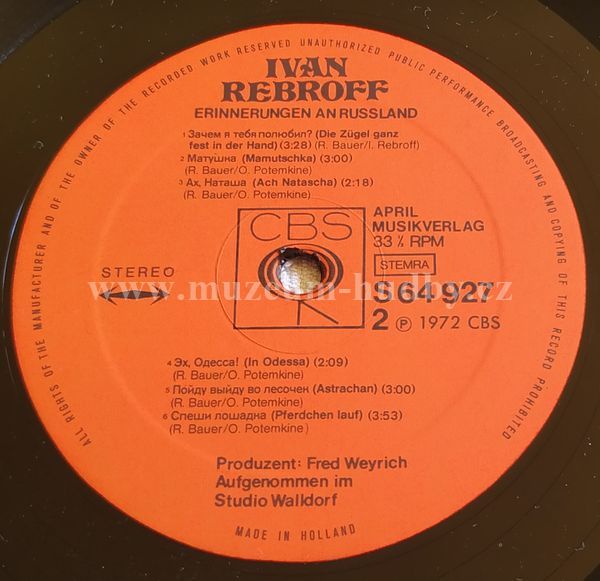 ALL RIGHTS OF THE MANUFACTURER AND OF THE OWNER OF THE RECORDED WORK RESERVED UNAUTHORIZED PUBLIC PERFORMANCE BROADCASTING AND COPYING OF THIS RECORD PROHIBITED
IVAN
REBROFF
ERINNERUNGEN AN RUSSLAND
1 Зачем я тебя полюбил? (Die Zügel ganz
fest in der Hand) (3:28) (R. Bauer/I. Rebroff)
2 Матушка (Mamutschka) (3:00)
(R. Bauer/O. Potemkine)
3 Ах, Наташа (Ach Natascha) (2:18)
(R. Bauer/O. Potemkine)
CBS
APRIL
MUSIKVERLAG
33 ⅓ RPM
STEMRA
STEREO
S 64 927
2 ℗ 1972 CBS
www.muzeum-hudby.cz
4 Эх, Одесса! (In Odessa) (2:09)
(R. Bauer/O. Potemkine)
5 Пойду выйду во лесочек (Astrachan) (3:00)
(R. Bauer/O. Potemkine)
6 Спеши лошадка (Pferdchen lauf) (3:53)
(R. Bauer/O. Potemkine)
Produzent: Fred Weyrich
Aufgenommen im
Studio Walldorf
MADE IN HOLLAND